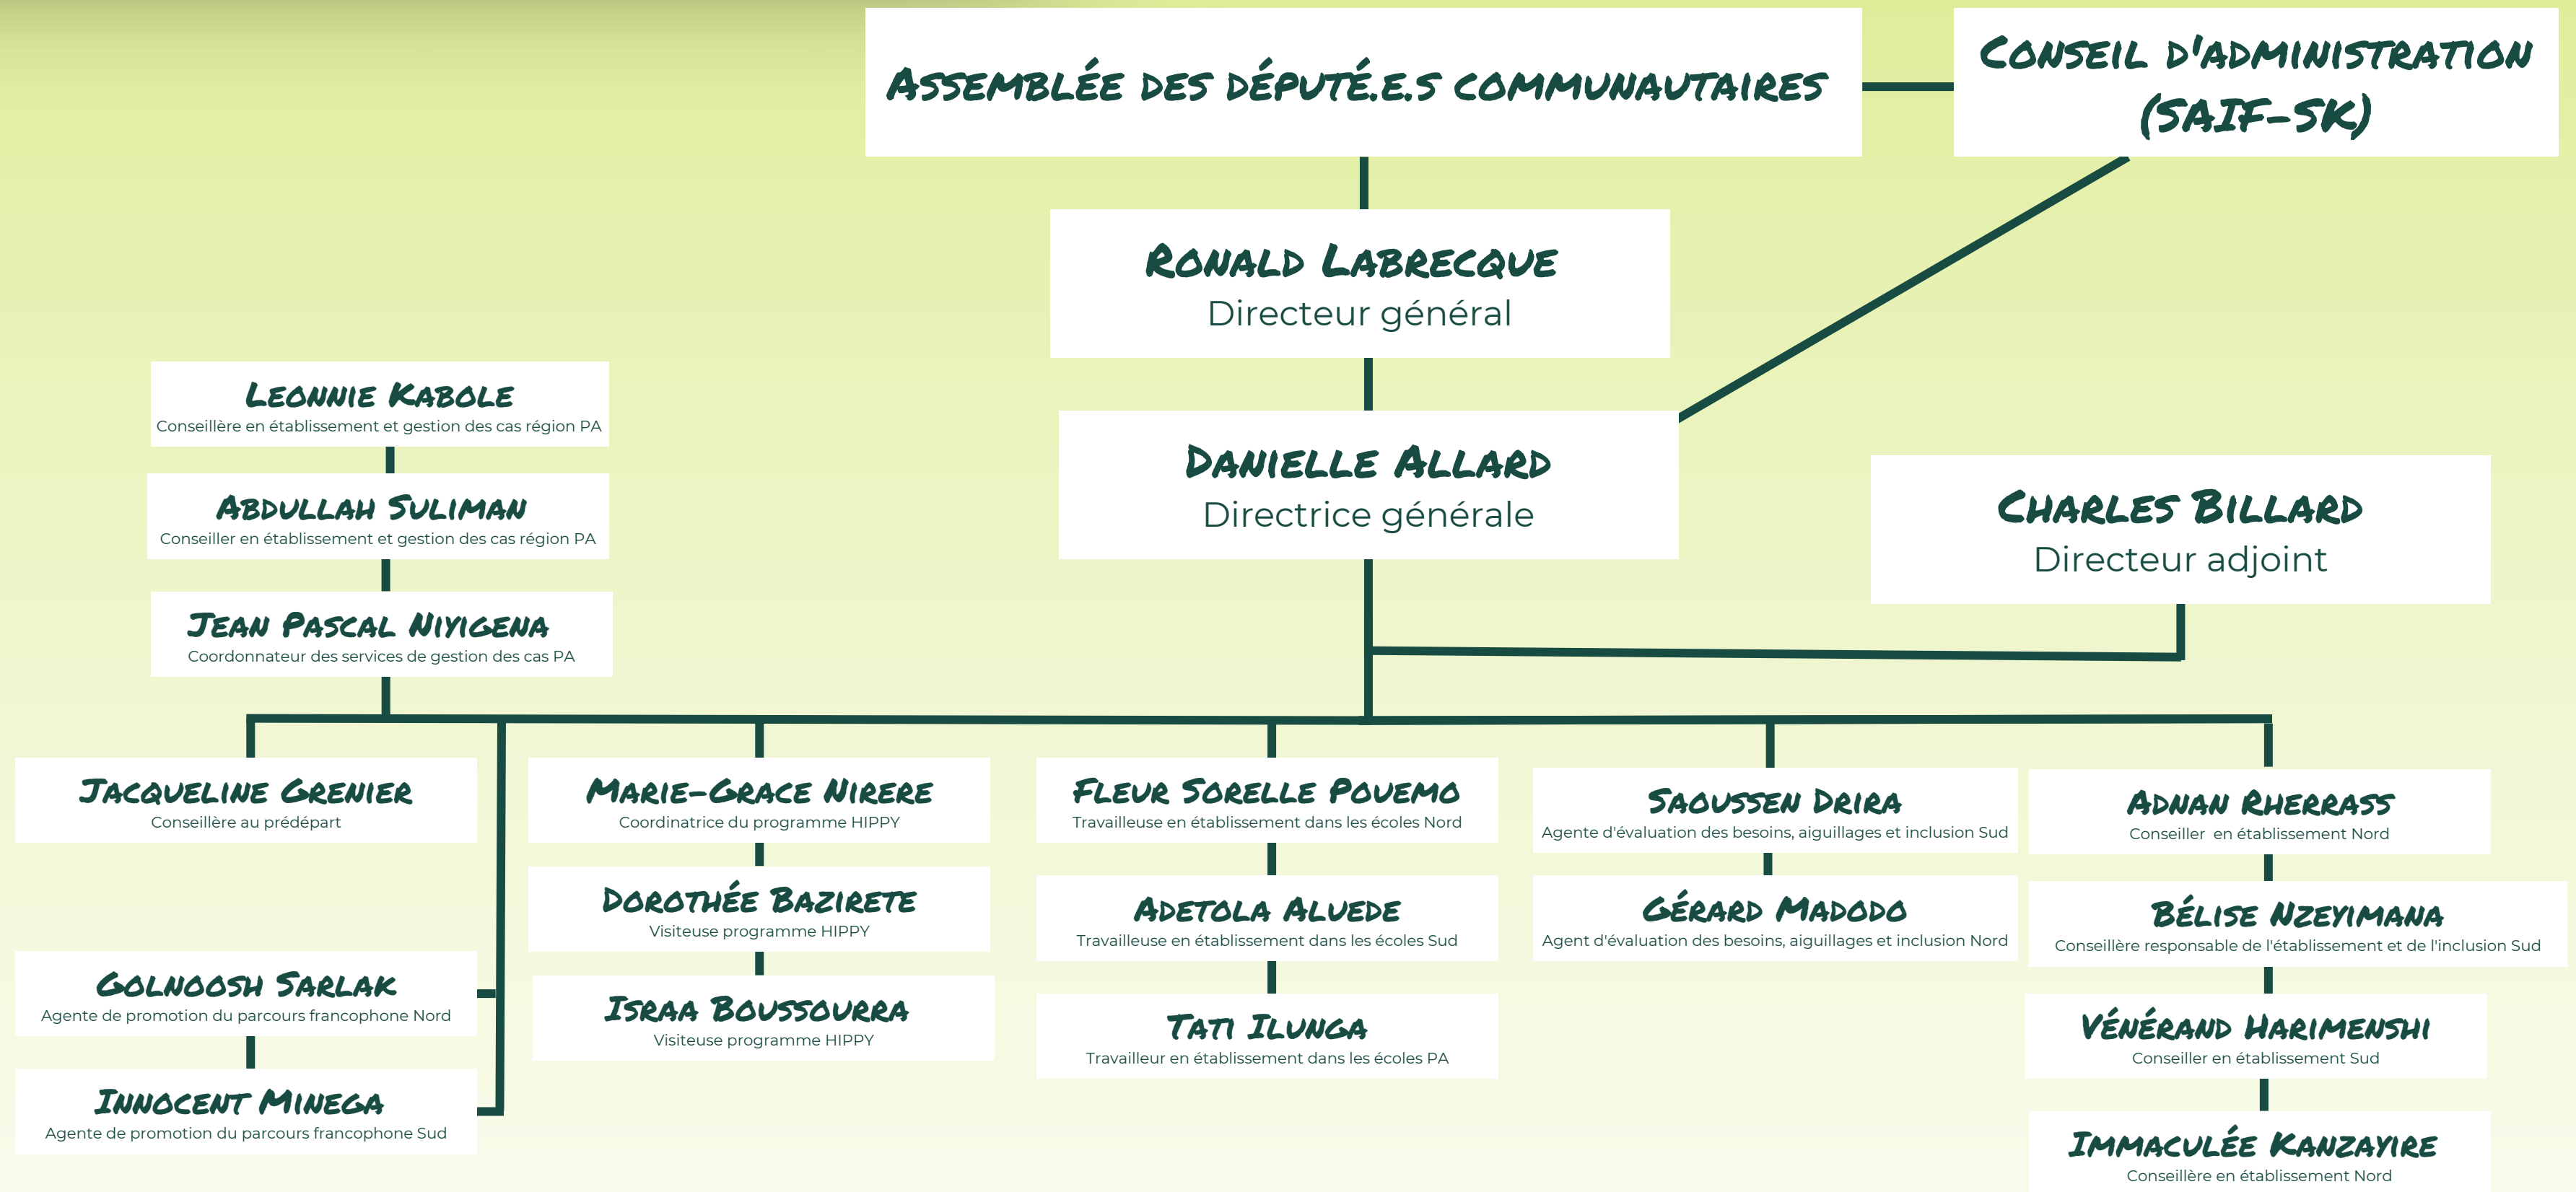 Assemblée des député.e.s communautaires
Conseil d'administration
(SAIF-SK)
Ronald Labrecque
Directeur général
Danielle Allard
Directrice générale
Charles Billard
Directeur adjoint
Leonnie Kabole
Conseillère en établissement et gestion des cas région PA
Abdullah Suliman
Conseiller en établissement et gestion des cas région PA
Jean Pascal Niyigena
Coordonnateur des services de gestion des cas PA
Jacqueline Grenier
Conseillère au prédépart
Golnoosh Sarlak
Agente de promotion du parcours francophone Nord
Innocent Minega
Agente de promotion du parcours francophone Sud
Marie-Grace Nirere
Coordinatrice du programme HIPPY
Dorothée Bazirete
Visiteuse programme HIPPY
Israa Boussourra
Visiteuse programme HIPPY
Fleur Sorelle Pouemo
Travailleuse en établissement dans les écoles Nord
Adetola Aluede
Travailleuse en établissement dans les écoles Sud
Tati Ilunga
Travailleur en établissement dans les écoles PA
Saoussen Drira
Agente d'évaluation des besoins, aiguillages et inclusion Sud
Gérard Madodo
Agent d'évaluation des besoins, aiguillages et inclusion Nord
Adnan Rherrass
Conseiller en établissement Nord
Bélise Nzeyimana
Conseillère responsable de l'établissement et de l'inclusion Sud
Vénérand Harimenshi
Conseiller en établissement Sud
Immaculée Kanzayire
Conseillère en établissement Nord